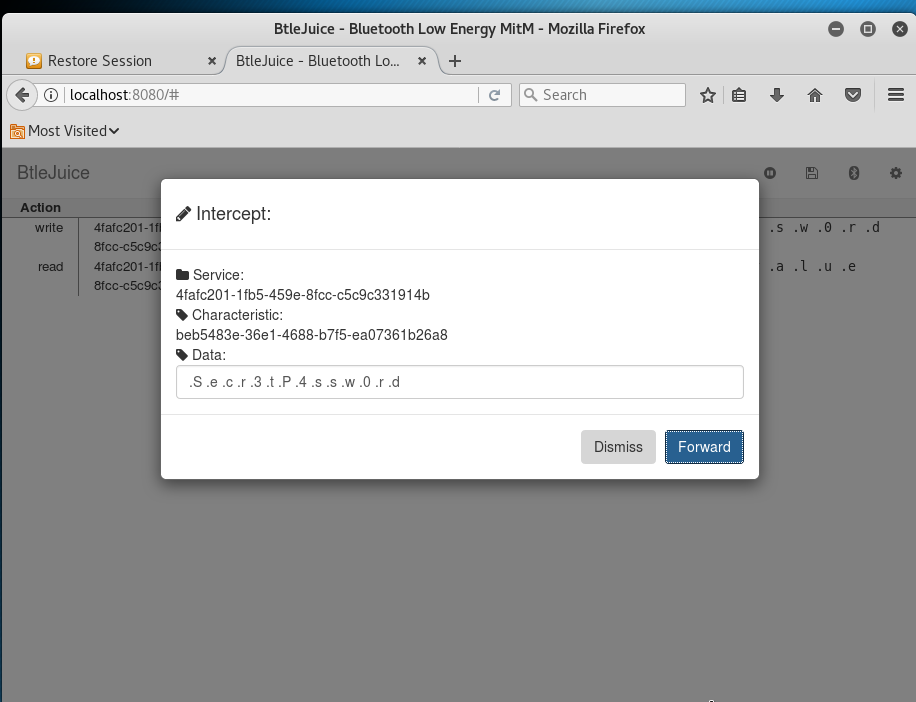 BtleJuice - Bluetooth Low Energy MitM - Mozilla Firefox
Restore Session
BtleJuice - Bluetooth Lo...
localhost:8080/#
Search
Most Visited
BtleJuice
Action
write 4fafc201-1f .s .w .0 .r .d
8fcc-c5c9c3
read 4fafc201-1f .a .l .u .e
8fcc-c5c9c3
Intercept:
Service:
4fafc201-1fb5-459e-8fcc-c5c9c331914b
Characteristic:
beb5483e-36e1-4688-b7f5-ea07361b26a8
Data:
.S .e .c .r .3 .t .P .4 .s .s .w .0 .r .d
Dismiss
Forward